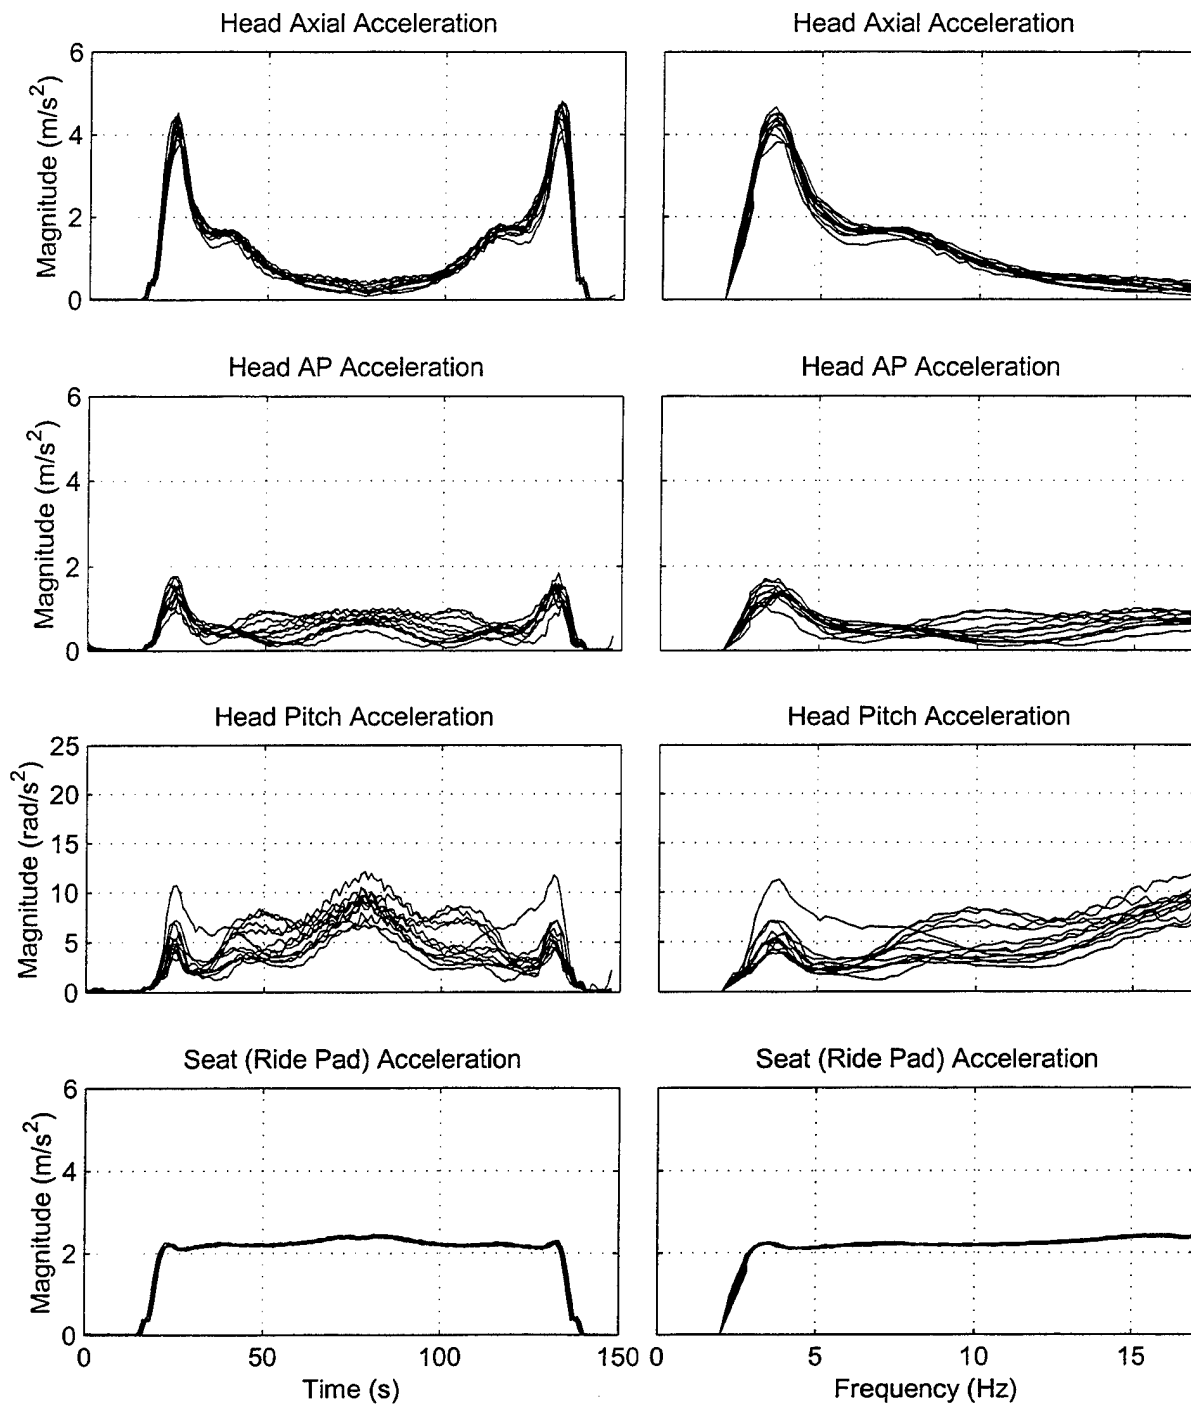 Head Axial Acceleration
Head Axial Acceleration
Magnitude (m/s2)
6
4
2
0
Head AP Acceleration
Head AP Acceleration
Magnitude (m/s2)
6
4
2
0
Head Pitch Acceleration
Head Pitch Acceleration
Magnitude (rad/s2)
25
20
15
10
5
0
Seat (Ride Pad) Acceleration
Seat (Ride Pad) Acceleration
Magnitude (m/s2)
6
4
2
0
0 50 100 150 0 5 10 15
Time (s)
Frequency (Hz)